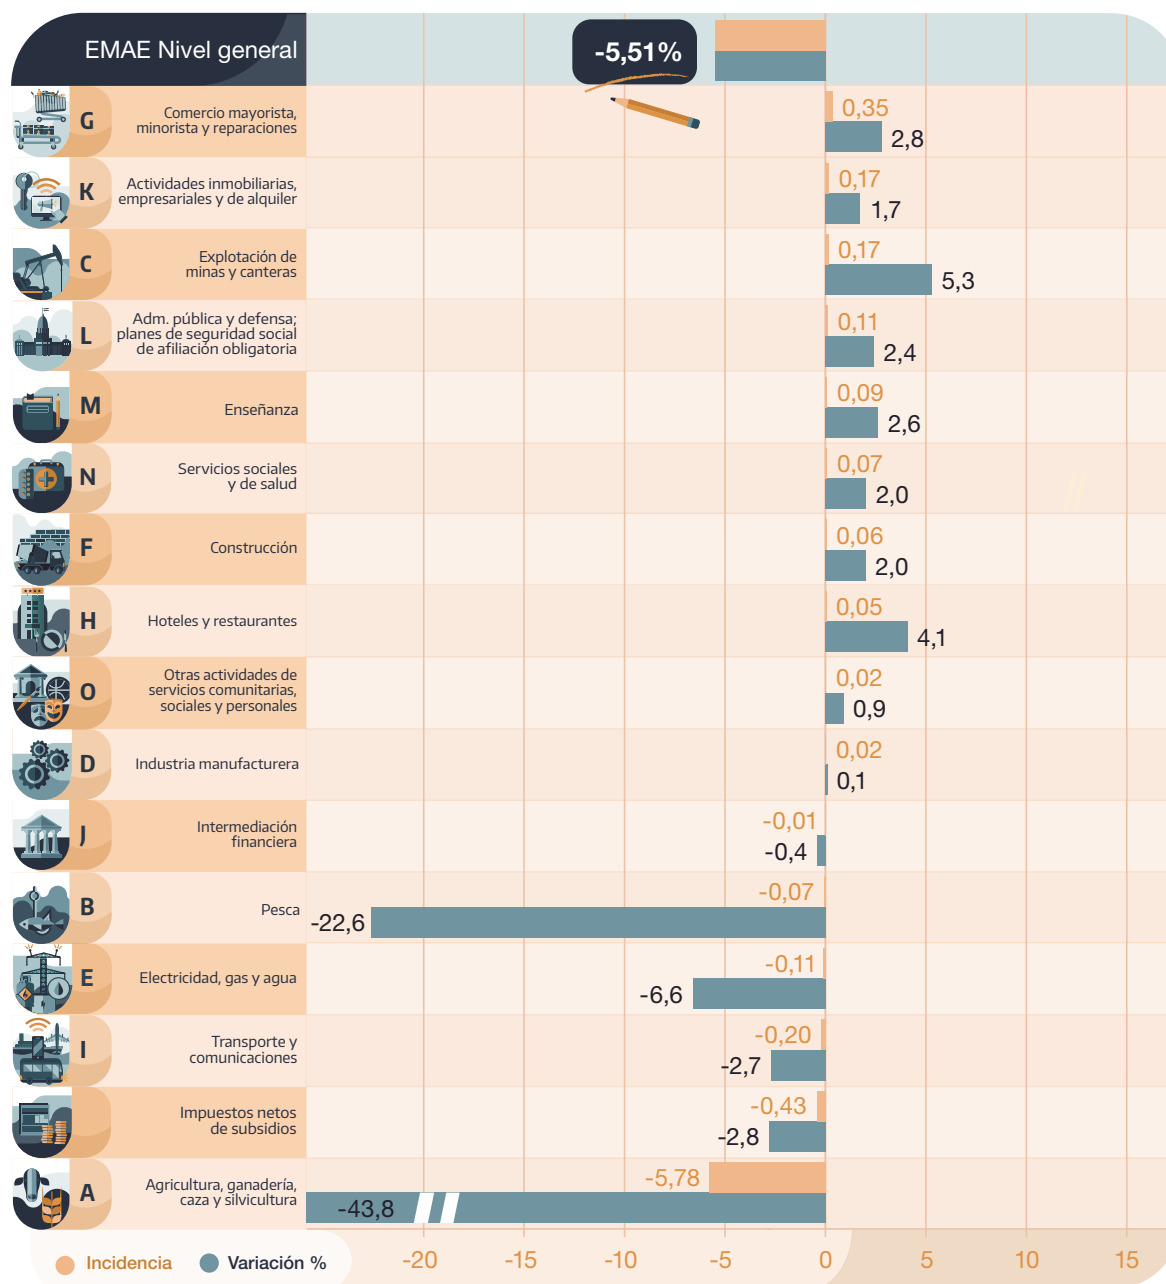 EMAE Nivel general
-5,51%
G
Comercio mayorista,
minorista y reparaciones
0,35
2,8
K
Actividades inmobiliarias,
empresariales y de alquiler
0,17
1,7
C
Explotación de
minas y canteras
0,17
5,3
L
Adm. pública y defensa;
planes de seguridad social
de afiliación obligatoria
0,11
2,4
M
Enseñanza
0,09
2,6
N
Servicios sociales
y de salud
0,07
2,0
F
Construcción
0,06
2,0
H
Hoteles y restaurantes
0,05
4,1
O
Otras actividades de
servicios comunitarias,
sociales y personales
0,02
0,9
D
Industria manufacturera
0,02
0,1
J
Intermediación
financiera
-0,01
-0,4
B
Pesca
-0,07
-22,6
E
Electricidad, gas y agua
-0,11
-6,6
I
Transporte y
comunicaciones
-0,20
-2,7
Impuestos netos
de subsidios
-0,43
-2,8
A
Agricultura, ganadería,
caza y silvicultura
-5,78
-43,8
Incidencia
Variación %
-20 -15 -10 -5 0 5 10 15